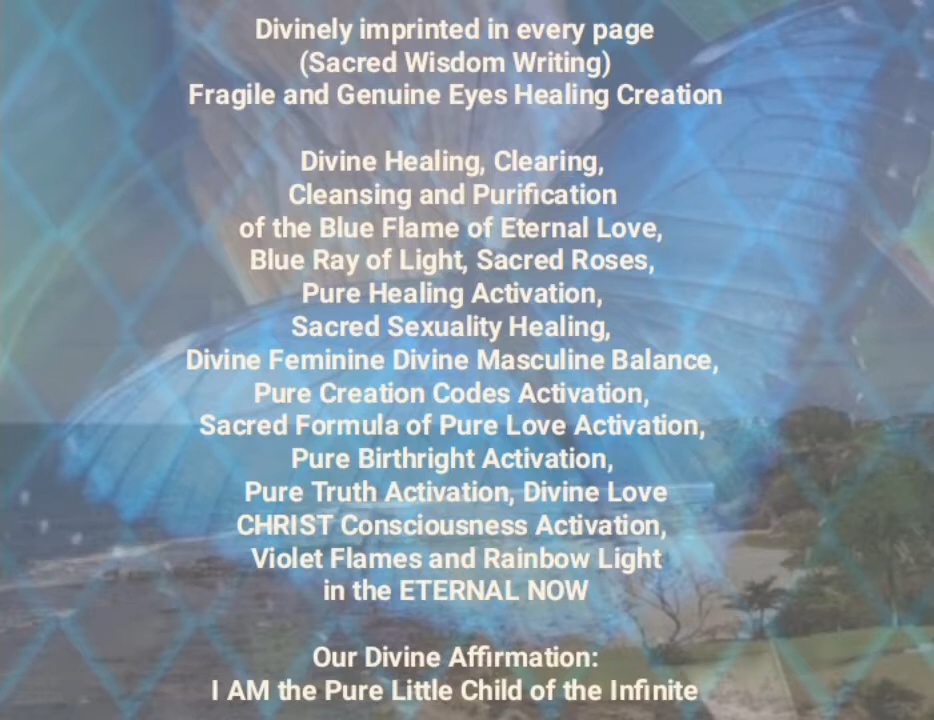 Divinely imprinted in every page
(Sacred Wisdom Writing)
Fragile and Genuine Eyes Healing Creation
Divine Healing, Clearing,
Cleansing and Purification
of the Blue Flame of Eternal Love,
Blue Ray of Light, Sacred Roses,
Pure Healing Activation,
Sacred Sexuality Healing,
Divine Feminine Divine Masculine Balance,
Pure Creation Codes Activation,
Sacred Formula of Pure Love Activation,
Pure Birthright Activation,
Pure Truth Activation, Divine Love
CHRIST Consciousness Activation,
Violet Flames and Rainbow Light
in the ETERNAL NOW
Our Divine Affirmation:
I AM the Pure Little Child of the Infinite